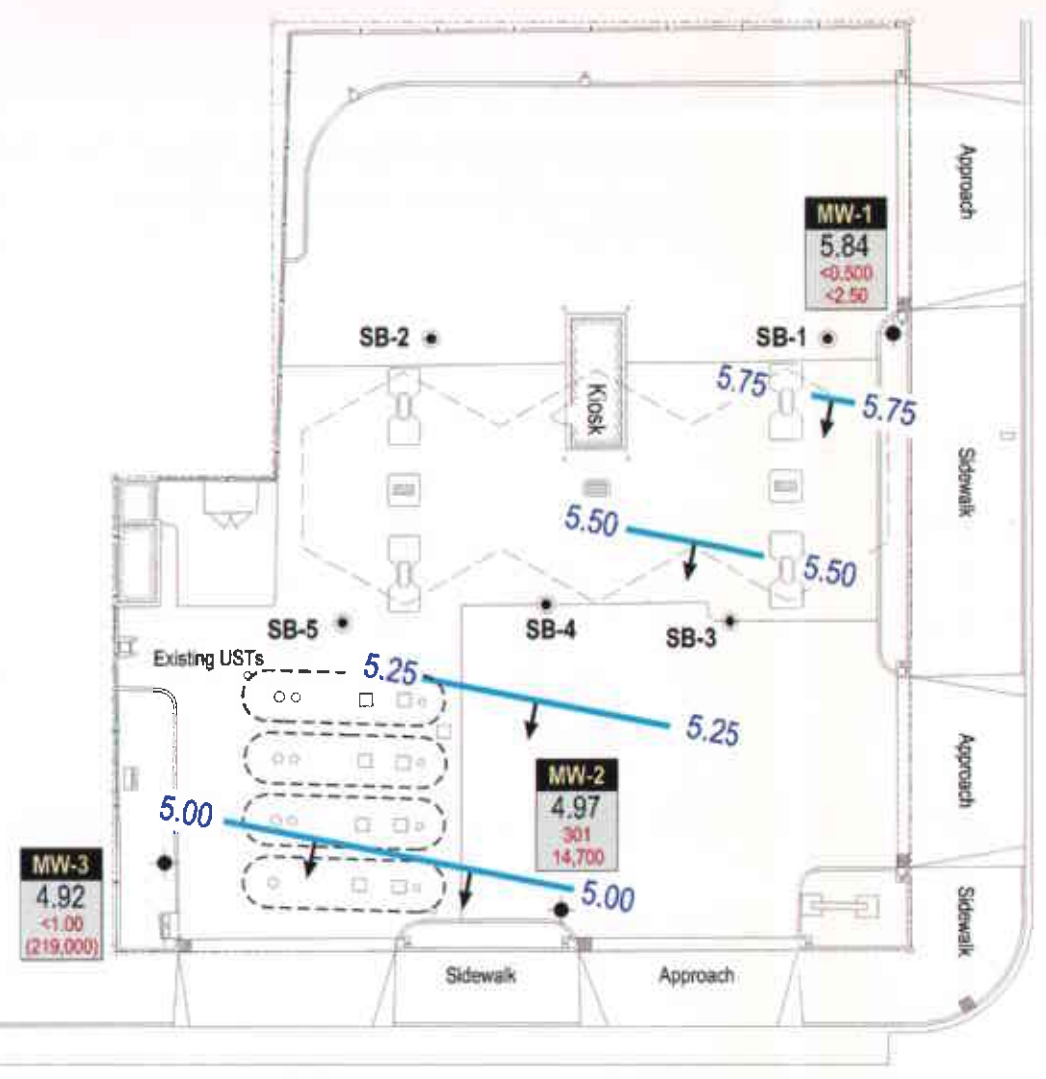 Approach
MW-1
5.84
<0.500
<2.50
SB-2
SB-1
Kiosk
5.75
5.75
Sidewalk
5.50
5.50
SB-5
SB-4
SB-3
Existing USTs
5.25
5.25
Approach
MW-2
4.97
301
14,700
5.00
5.00
MW-3
4.92
<1.00
(219,000)
Sidewalk
Sidewalk
Approach